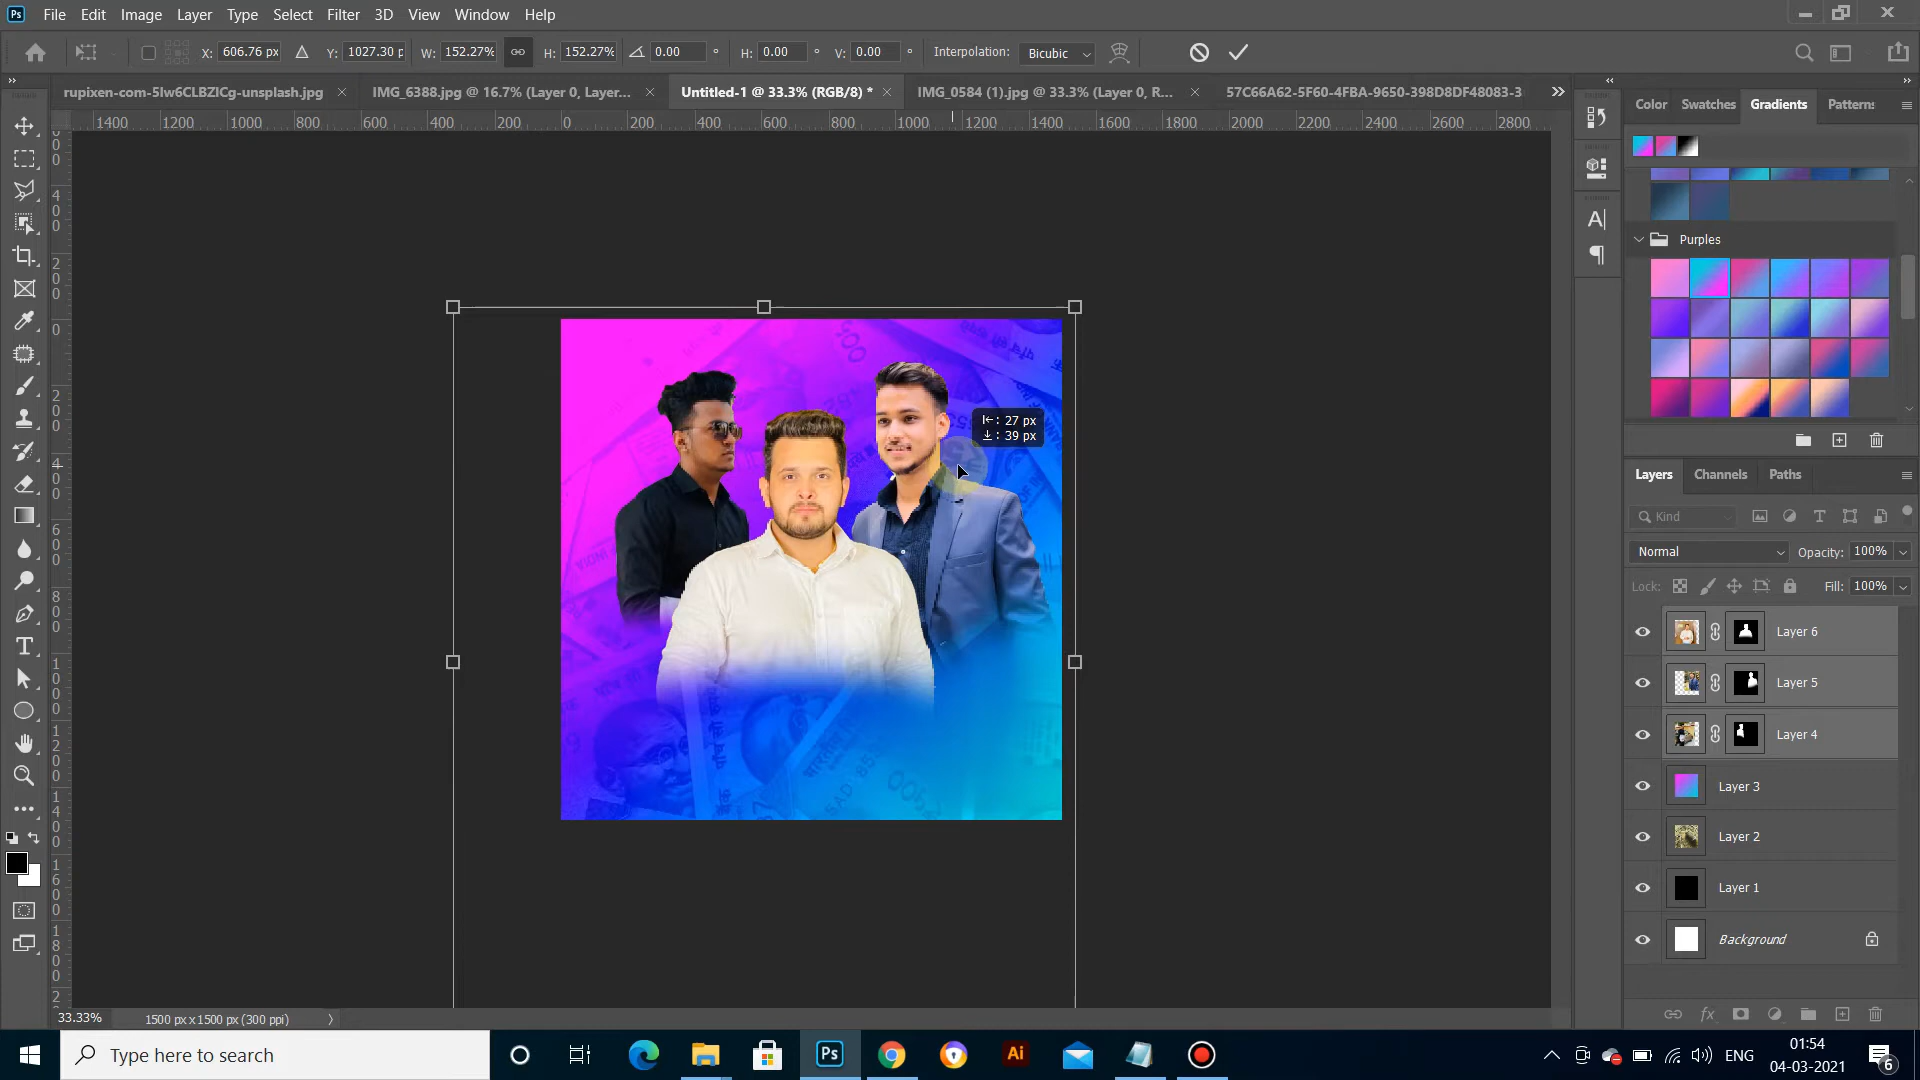 Ps File Edit Image Layer Type Select Filter 3D View Window Help
X: 606.76 px Y: 1027.30 p W: 152.27% H: 152.27% 0.00 ° H: 0.00 ° V: 0.00 ° Interpolation: Bicubic
rupixen-com-5lw6CLBZlCg-unsplash.jpg × IMG_6388.jpg @ 16.7% (Layer 0, Layer... × Untitled-1 @ 33.3% (RGB/8) * × IMG_0584 (1).jpg @ 33.3% (Layer 0, R... × 57C66A62-5F60-4FBA-9650-398D8DF48083-3
Color Swatches Gradients Patterns
1400 1200 1000 800 600 400 200 0 200 400 600 800 1000 1200 1400 1600 1800 2000 2200 2400 2600 2800
Purples
: 27 px
: 39 px
Layers Channels Paths
Kind
Normal Opacity: 100%
Lock: Fill: 100%
Layer 6
Layer 5
Layer 4
Layer 3
Layer 2
Layer 1
Background
33.33% 1500 px x 1500 px (300 ppi)
Type here to search
Ps Ai ENG
01:54
04-03-2021
6